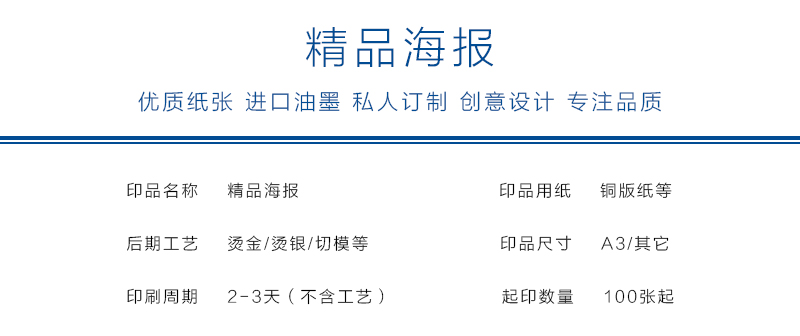 精品海报
优质纸张 进口油墨 私人订制 创意设计 专注品质
印品名称 精品海报 印品用纸 铜版纸等
后期工艺 烫金/烫银/切模等 印品尺寸 A3/其它
印刷周期 2-3天（不含工艺） 起印数量 100张起